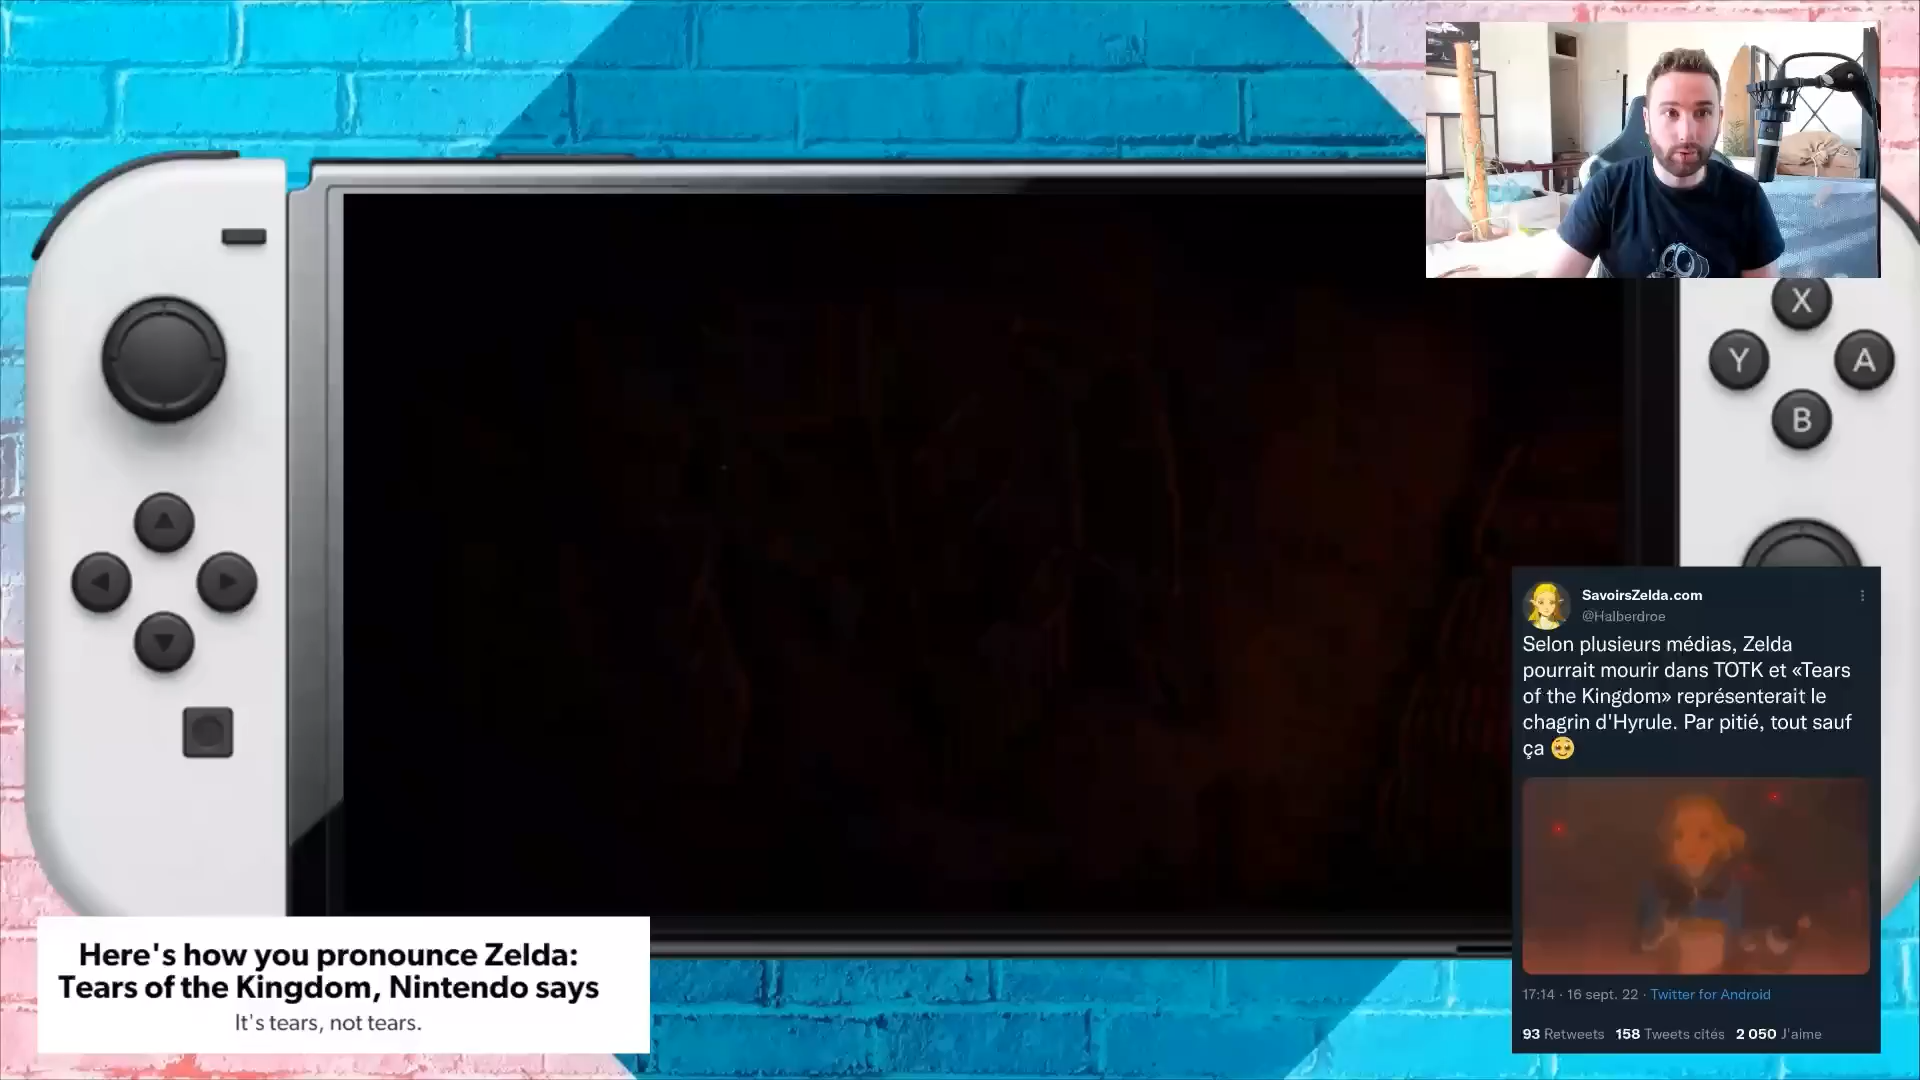 X
Y
A
B
SavoirsZelda.com
@Halberdroe
Selon plusieurs médias, Zelda
pourrait mourir dans TOTK et «Tears
of the Kingdom» représenterait le
chagrin d'Hyrule. Par pitié, tout sauf
ça 🥹
17:14 · 16 sept. 22 · Twitter for Android
93 Retweets 158 Tweets cités 2 050 J'aime
Here's how you pronounce Zelda:
Tears of the Kingdom, Nintendo says
It's tears, not tears.